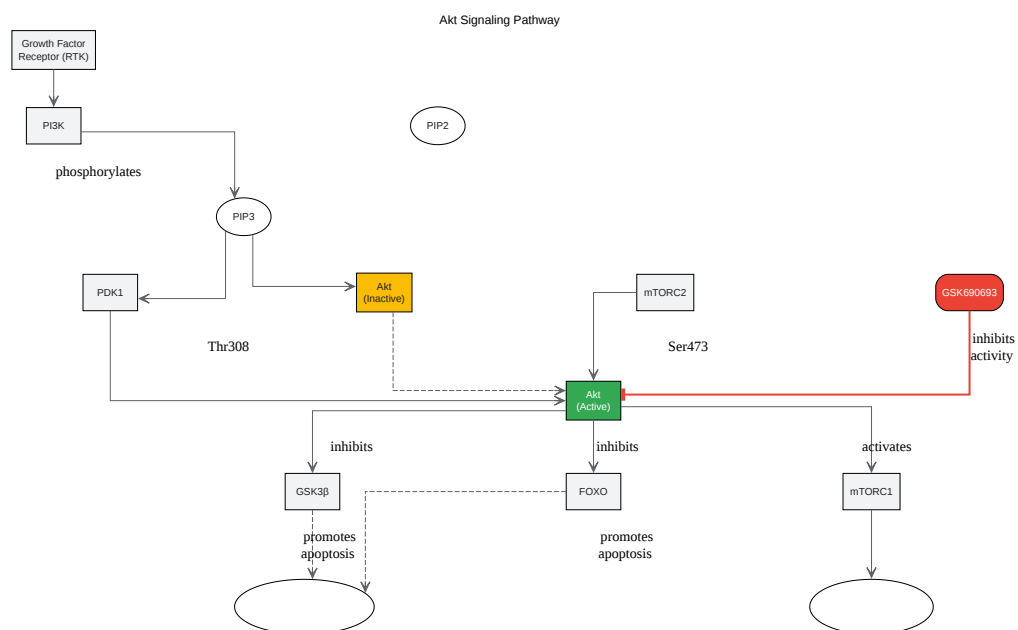 Akt Signaling Pathway
Growth Factor
Receptor (RTK)
PI3K
PIP2
phosphorylates
PIP3
PDK1
Akt
(Inactive)
mTORC2
GSK690693
Thr308
Ser473
inhibits
activity
Akt
(Active)
inhibits
inhibits
activates
GSK3β
FOXO
mTORC1
promotes
apoptosis
promotes
apoptosis